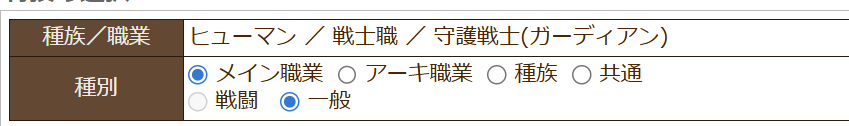 種族／職業 ヒューマン ／ 戦士職 ／ 守護戦士(ガーディアン)
種別 メイン職業 アーキ職業 種族 共通
戦闘 一般